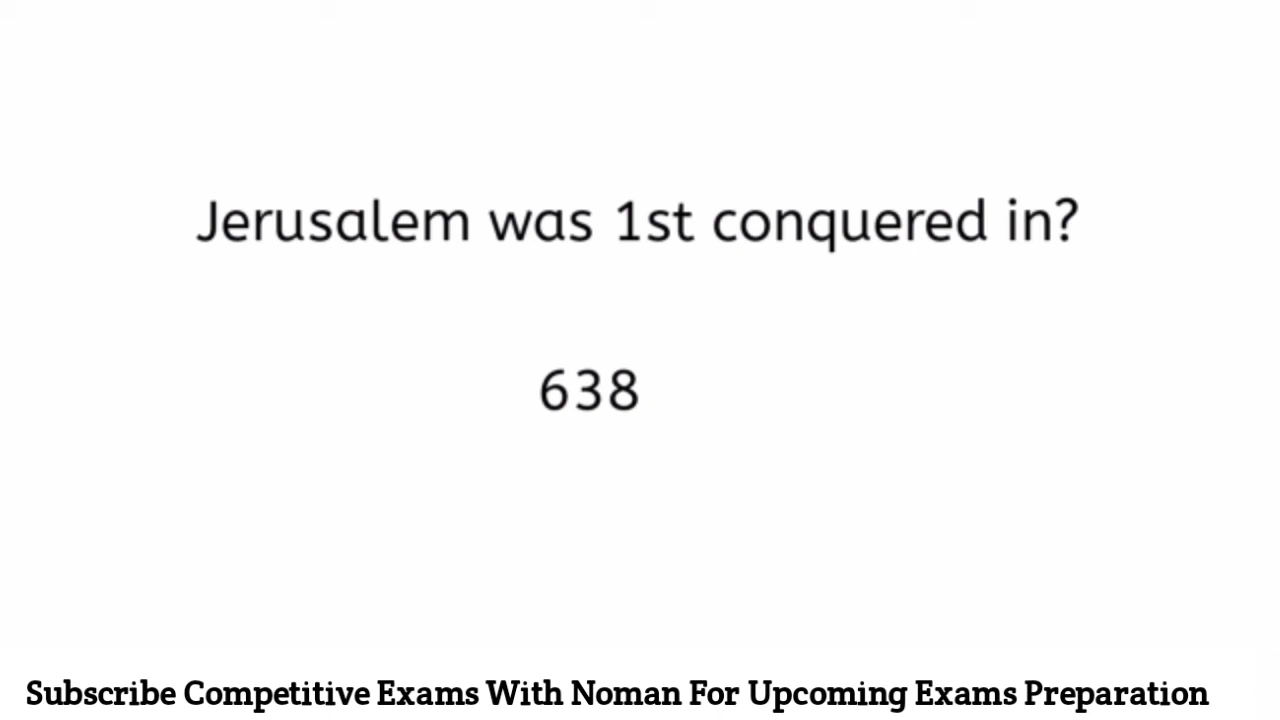 Jerusalem was 1st conquered in?
638
Subscribe Competitive Exams With Noman For Upcoming Exams Preparation